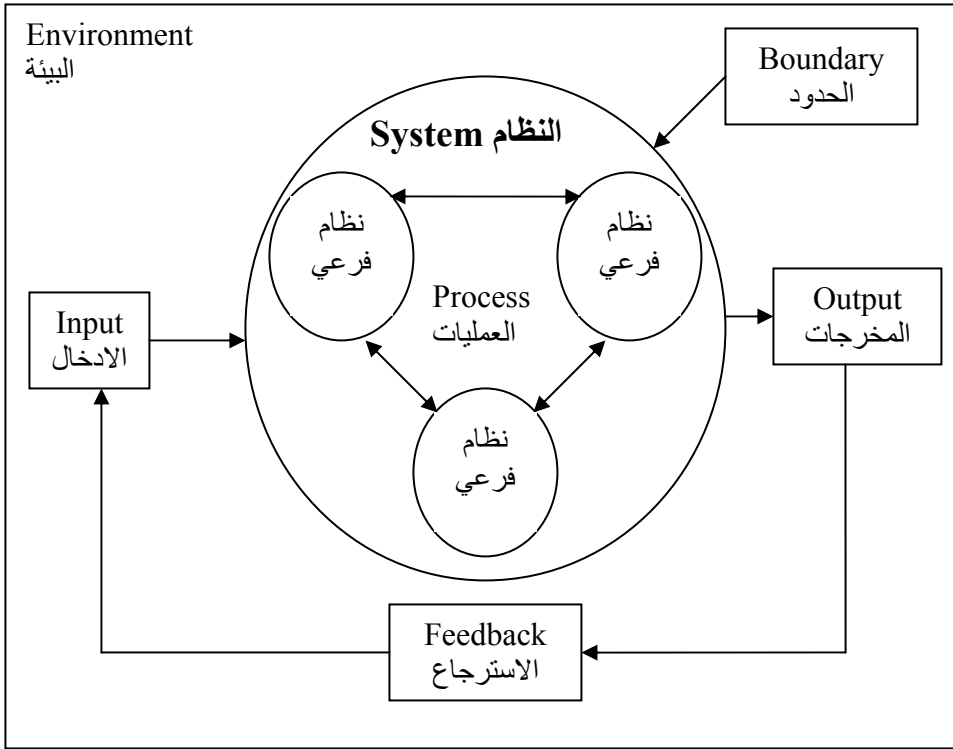 Environment
البيئة
Boundary
الحدود
النظام System
نظام
فرعي
نظام
فرعي
Process
العمليات
Input
الادخال
Output
المخرجات
نظام
فرعي
Feedback
الاسترجاع